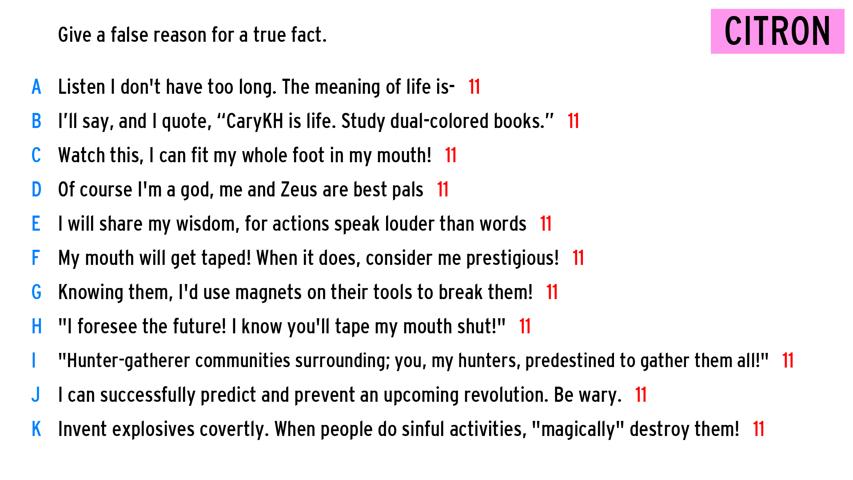 Give a false reason for a true fact.
CITRON
A Listen I don't have too long. The meaning of life is- 11
B I’ll say, and I quote, “CaryKH is life. Study dual-colored books.” 11
C Watch this, I can fit my whole foot in my mouth! 11
D Of course I'm a god, me and Zeus are best pals 11
E I will share my wisdom, for actions speak louder than words 11
F My mouth will get taped! When it does, consider me prestigious! 11
G Knowing them, I'd use magnets on their tools to break them! 11
H "I foresee the future! I know you'll tape my mouth shut!" 11
I "Hunter-gatherer communities surrounding; you, my hunters, predestined to gather them all!" 11
J I can successfully predict and prevent an upcoming revolution. Be wary. 11
K Invent explosives covertly. When people do sinful activities, "magically" destroy them! 11